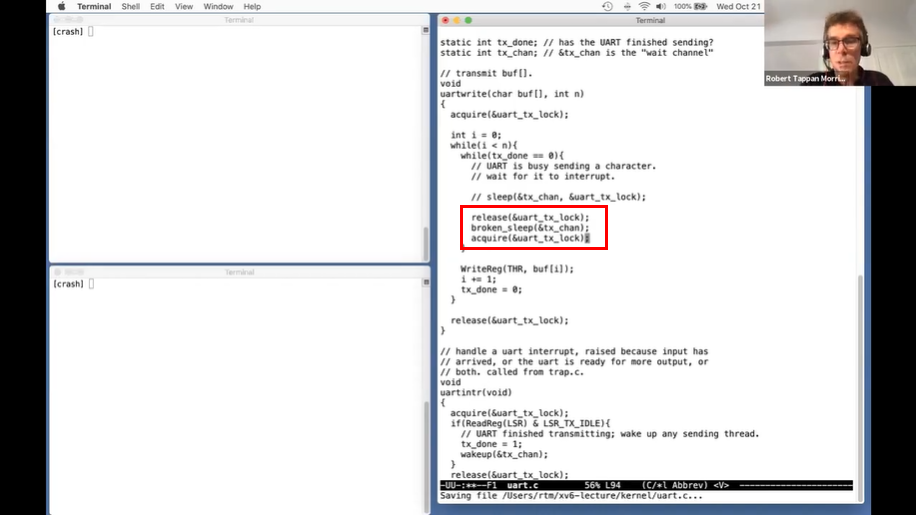 Terminal Shell Edit View Window Help
100% Wed Oct 21
Terminal
[crash]
Terminal
[crash]
Terminal
static int tx_done; // has the UART finished sending?
static int tx_chan; // &tx_chan is the "wait channel"
// transmit buf[].
void
uartwrite(char buf[], int n)
{
acquire(&uart_tx_lock);
int i = 0;
while(i < n){
while(tx_done == 0){
// UART is busy sending a character.
// wait for it to interrupt.
// sleep(&tx_chan, &uart_tx_lock);
release(&uart_tx_lock);
broken_sleep(&tx_chan);
acquire(&uart_tx_lock);
}
WriteReg(THR, buf[i]);
i += 1;
tx_done = 0;
}
release(&uart_tx_lock);
}
// handle a uart interrupt, raised because input has
// arrived, or the uart is ready for more output, or
// both. called from trap.c.
void
uartintr(void)
{
acquire(&uart_tx_lock);
if(ReadReg(LSR) & LSR_TX_IDLE){
// UART finished transmitting; wake up any sending thread.
tx_done = 1;
wakeup(&tx_chan);
}
release(&uart_tx_lock);
-UU-:**--F1 uart.c 56% L94 (C/*l Abbrev) <V>
Saving file /Users/rtm/xv6-lecture/kernel/uart.c...
Robert Tappan Morri...